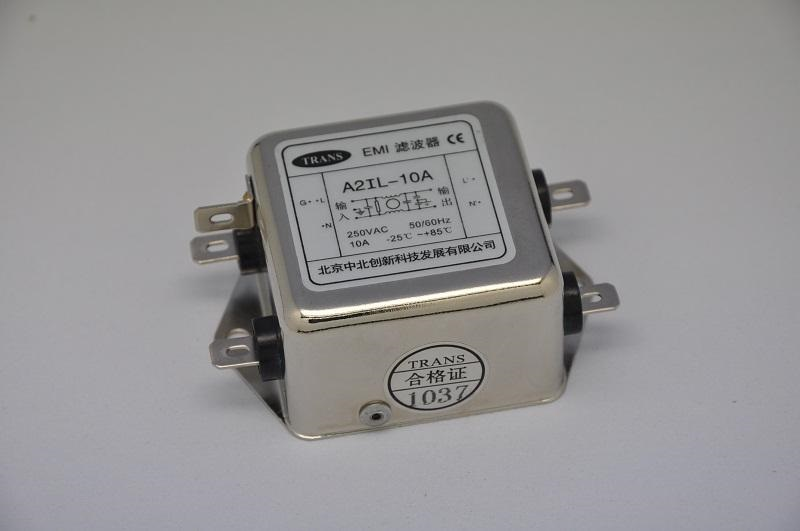 TRANS EMI 滤波器 CE
A2IL-10A
G• •L 输 输 L'•
入 出
•N N'•
250VAC 50/60Hz
10A -25℃ ~+85℃
北京中北创新科技发展有限公司
TRANS
合格证
1037